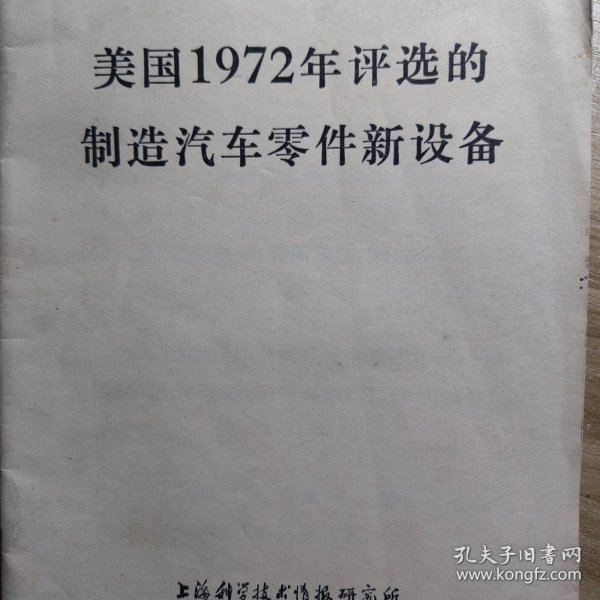 美国1972年评选的
制造汽车零件新设备
上海科学技术情报研究所
孔夫子旧书网
www.kongfz.com